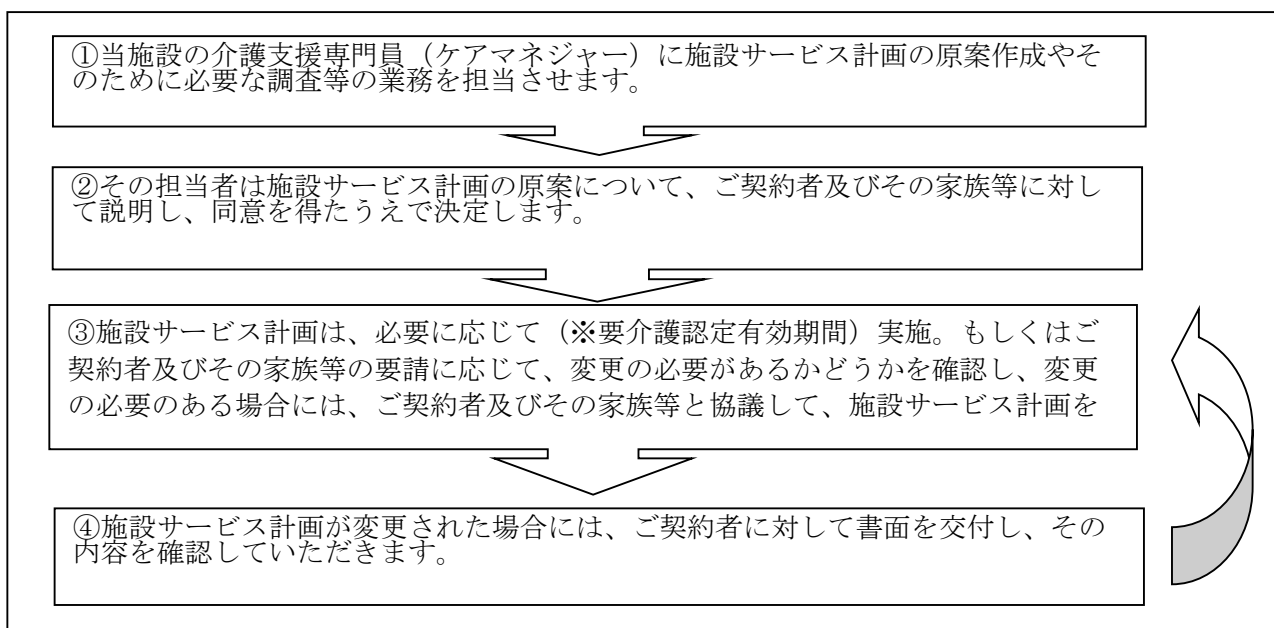 ①当施設の介護支援専門員（ケアマネジャー）に施設サービス計画の原案作成やそ
のために必要な調査等の業務を担当させます。
②その担当者は施設サービス計画の原案について、ご契約者及びその家族等に対し
て説明し、同意を得たうえで決定します。
③施設サービス計画は、必要に応じて（※要介護認定有効期間）実施。もしくはご
契約者及びその家族等の要請に応じて、変更の必要があるかどうかを確認し、変更
の必要のある場合には、ご契約者及びその家族等と協議して、施設サービス計画を
④施設サービス計画が変更された場合には、ご契約者に対して書面を交付し、その
内容を確認していただきます。